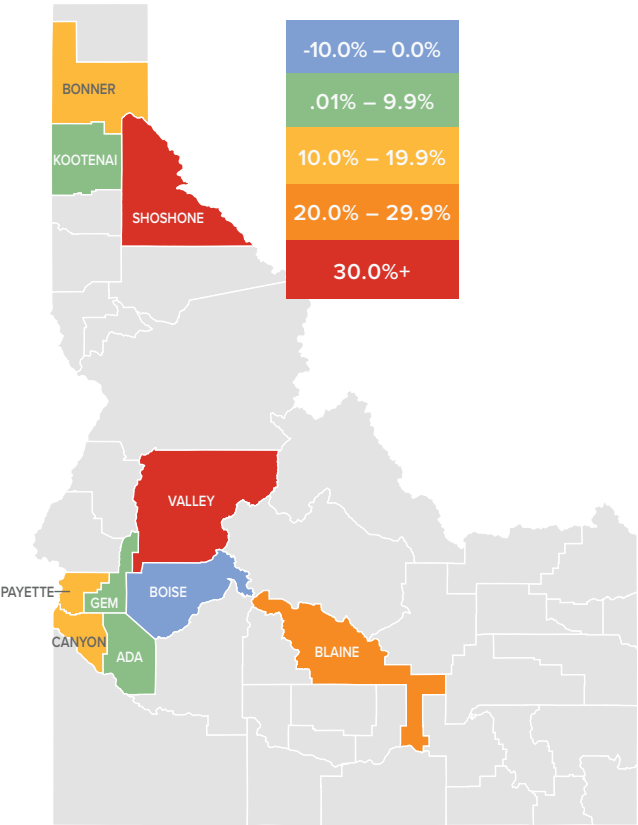 -10.0% – 0.0%
.01% – 9.9%
10.0% – 19.9%
20.0% – 29.9%
30.0%+
BONNER
KOOTENAI
SHOSHONE
VALLEY
PAYETTE
BOISE
GEM
CANYON
ADA
BLAINE